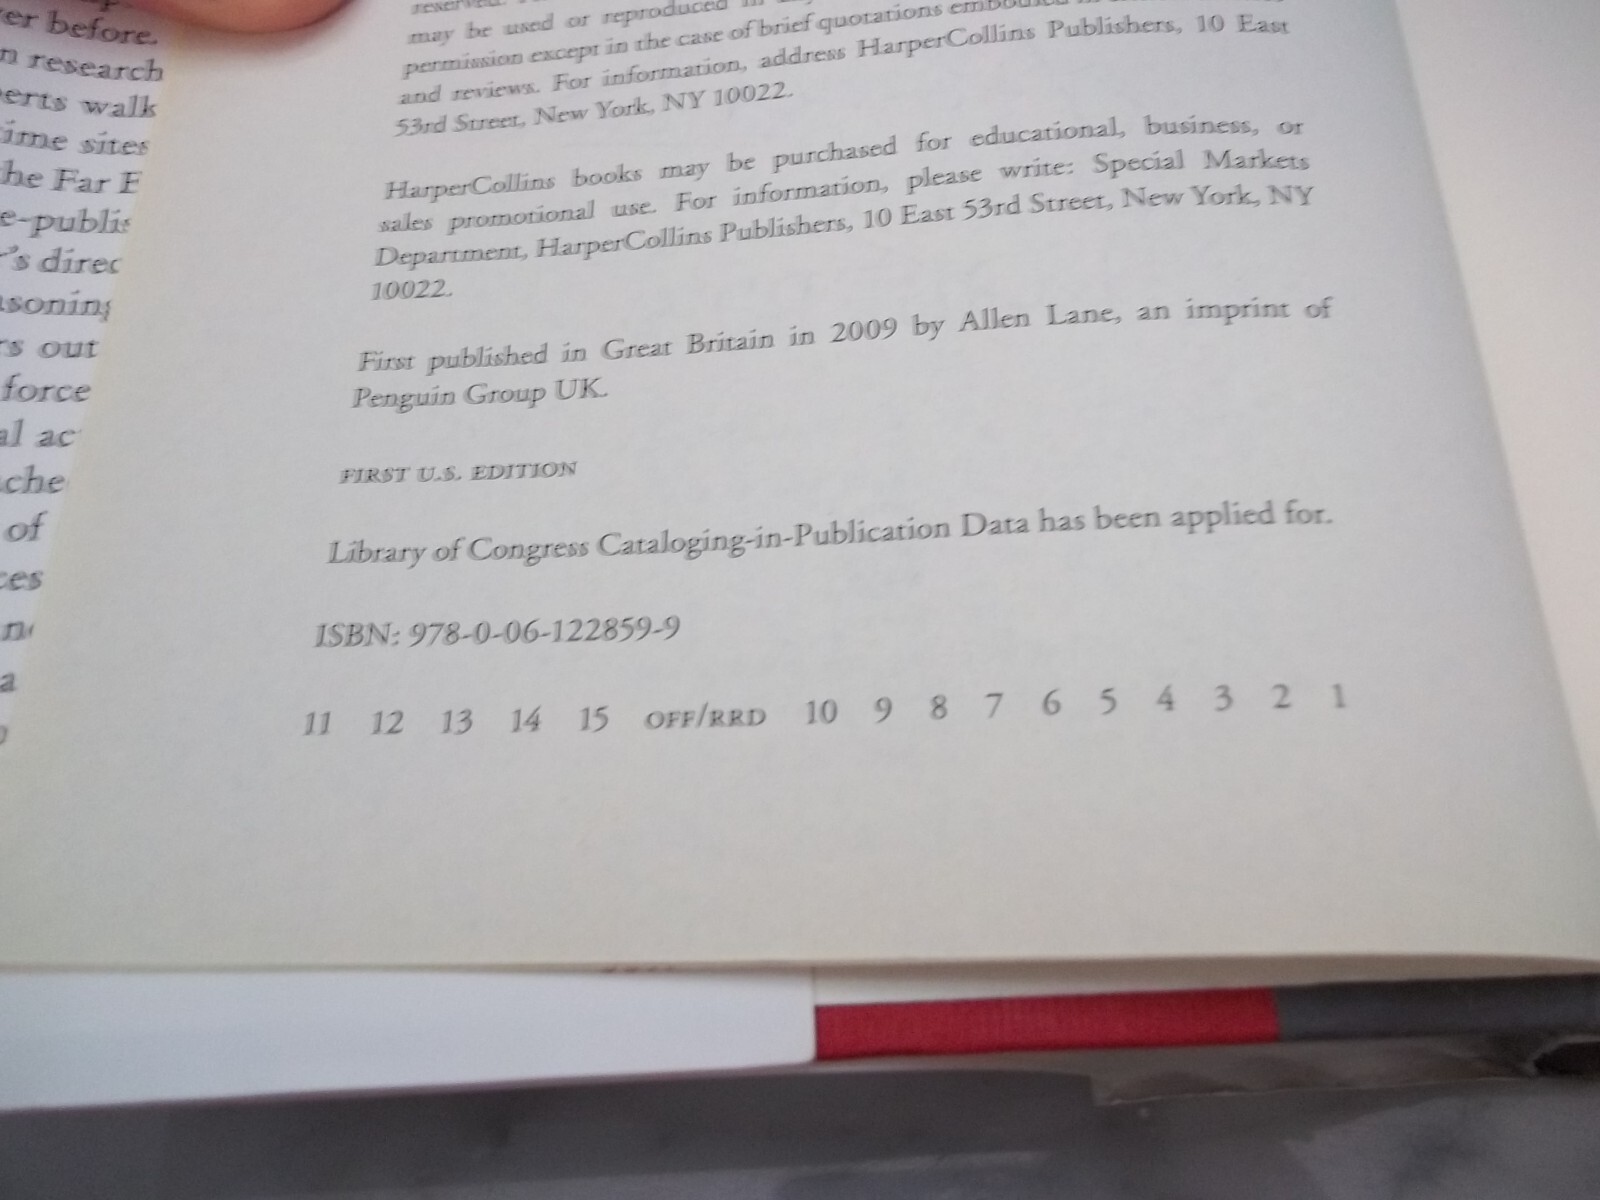 er before.
n research
erts walk
ime sites
he Far E
e-publis
's direc
soning
s out
force
al ac
che
of
ces
a
reserved.
may be used or reproduced in
permission except in the case of brief quotations embodied in
and reviews. For information, address HarperCollins Publishers, 10 East
53rd Street, New York, NY 10022.
HarperCollins books may be purchased for educational, business, or
sales promotional use. For information, please write: Special Markets
Department, HarperCollins Publishers, 10 East 53rd Street, New York, NY
10022.
First published in Great Britain in 2009 by Allen Lane, an imprint of
Penguin Group UK.
FIRST U.S. EDITION
Library of Congress Cataloging-in-Publication Data has been applied for.
ISBN: 978-0-06-122859-9
11 12 13 14 15 OFF/RRD 10 9 8 7 6 5 4 3 2 1